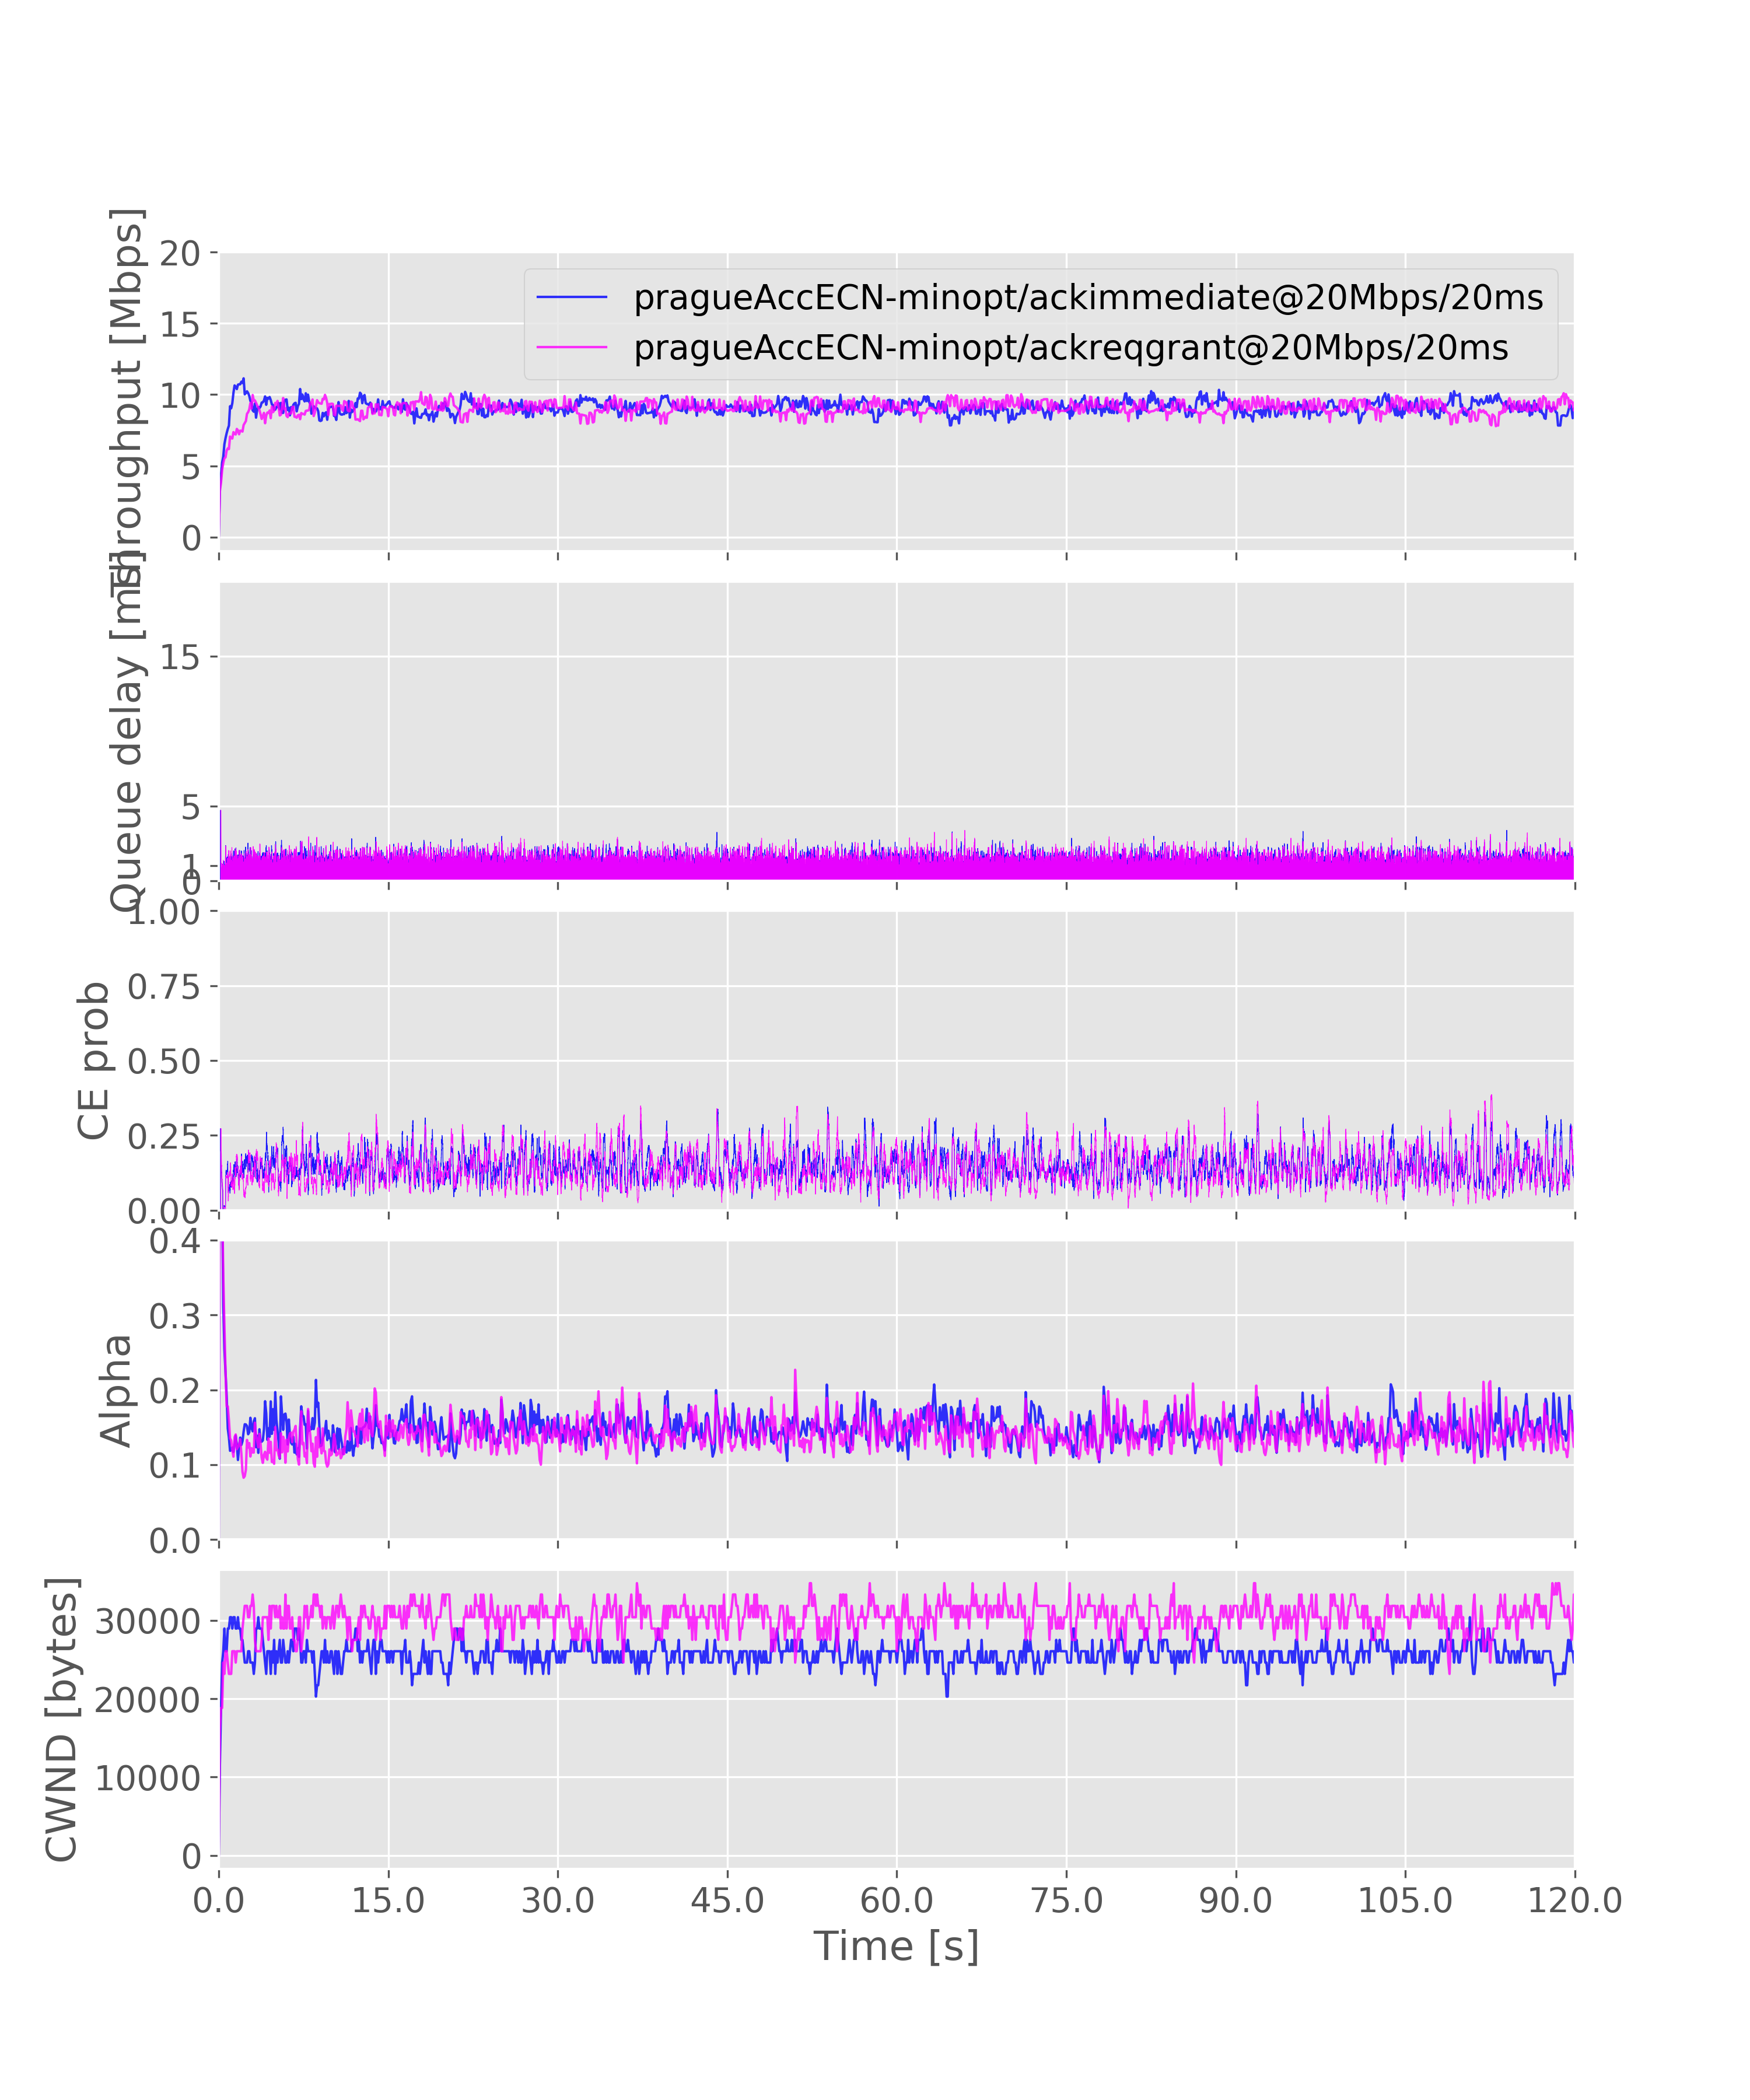 Throughput [Mbps]
20
15
10
5
0
pragueAccECN-minopt/ackimmediate@20Mbps/20ms
pragueAccECN-minopt/ackreqgrant@20Mbps/20ms
Queue delay [ms]
15
5
1
0
CE prob
1.00
0.75
0.50
0.25
0.00
Alpha
0.4
0.3
0.2
0.1
0.0
CWND [bytes]
30000
20000
10000
0
0.0 15.0 30.0 45.0 60.0 75.0 90.0 105.0 120.0
Time [s]